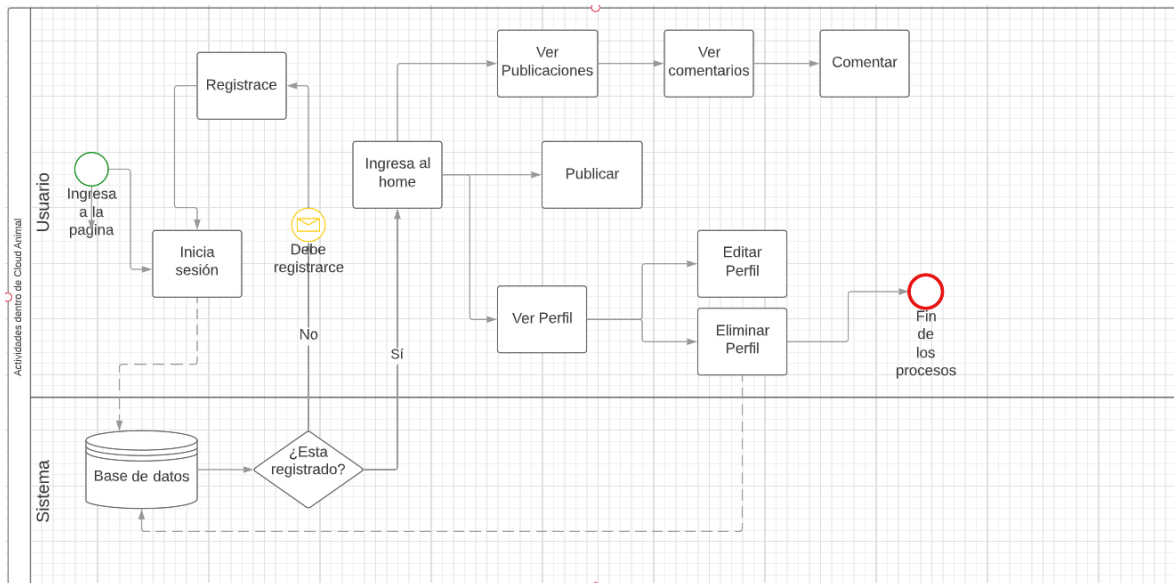 Actividades dentro de Cloud Animal
Usuario
Ingresa
a la
pagina
Registrace
Inicia
sesión
Debe
registrarce
No
Sí
Ingresa al
home
Ver
Publicaciones
Ver
comentarios
Comentar
Publicar
Ver Perfil
Editar
Perfil
Eliminar
Perfil
Fin
de
los
procesos
Sistema
Base de datos
¿Esta
registrado?